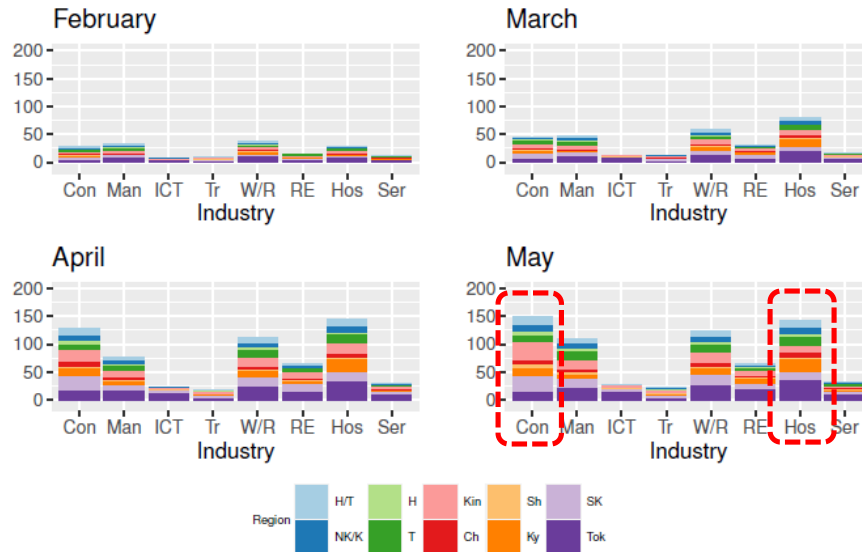 February
March
200
150
100
50
0
Con Man ICT Tr W/R RE Hos Ser
Industry
200
150
100
50
0
Con Man ICT Tr W/R RE Hos Ser
Industry
April
May
200
150
100
50
0
Con Man ICT Tr W/R RE Hos Ser
Industry
200
150
100
50
0
Con Man ICT Tr W/R RE Hos Ser
Industry
Region
H/T H Kin Sh SK
NK/K T Ch Ky Tok